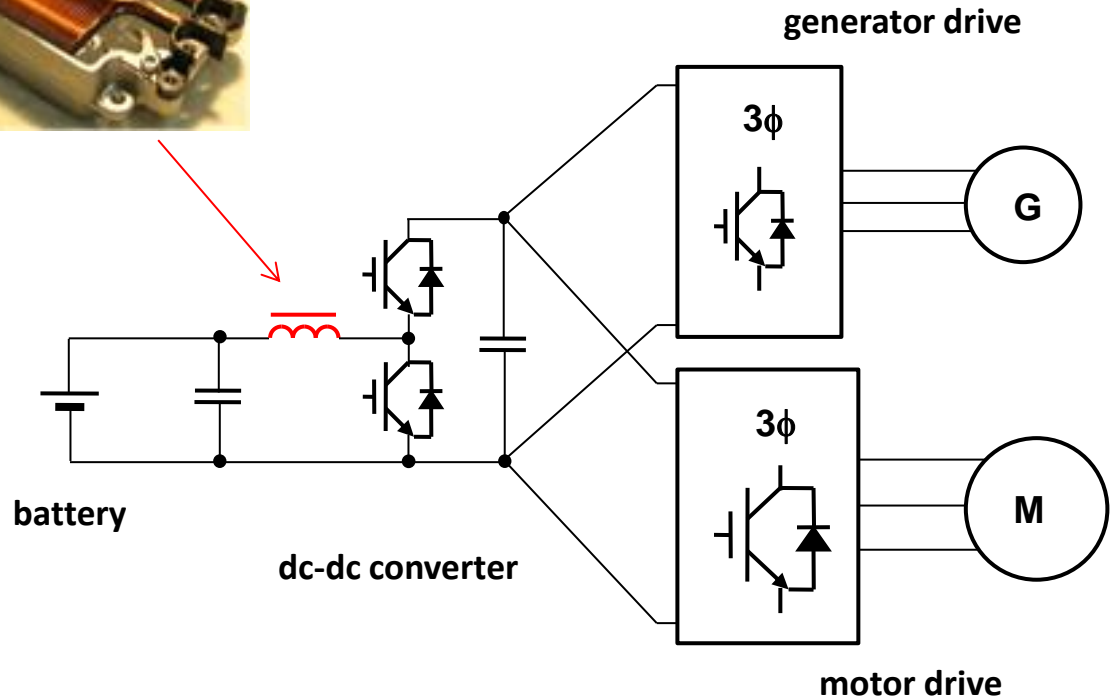 generator drive
3ϕ
G
3ϕ
M
battery
dc-dc converter
motor drive